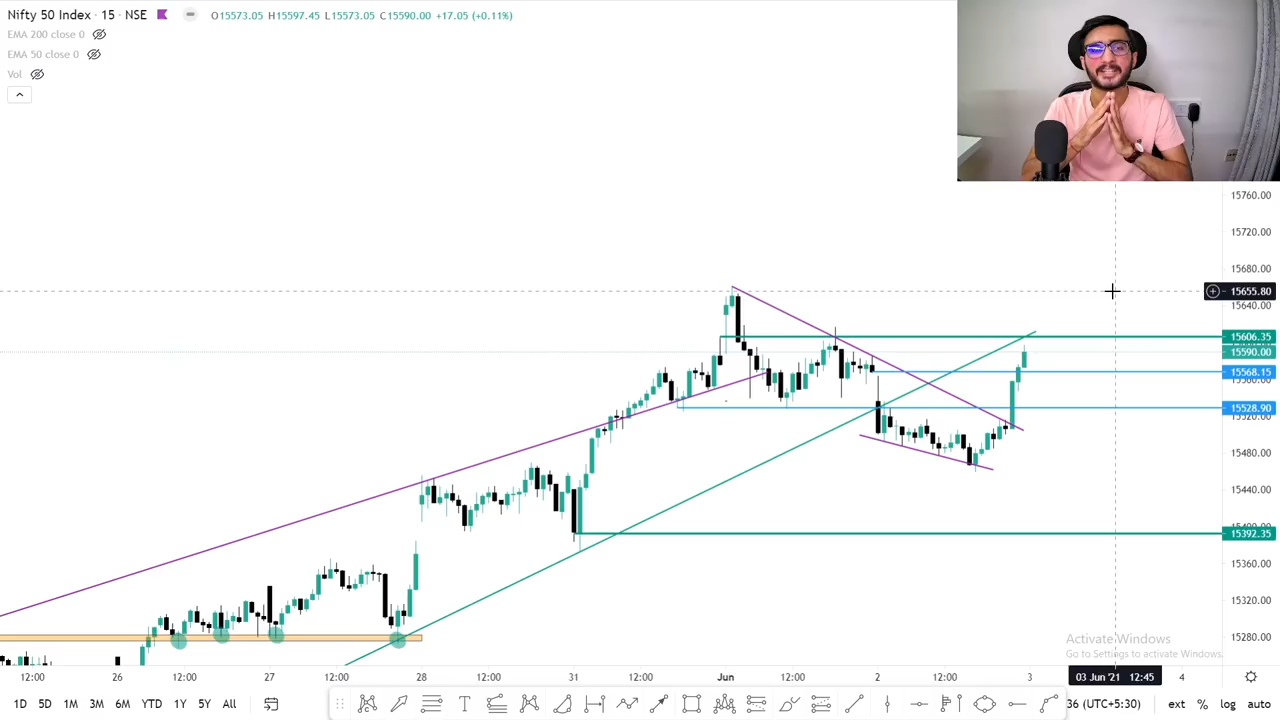 Nifty 50 Index · 15 · NSE O15573.05 H15597.45 L15573.05 C15590.00 +17.05 (+0.11%)
EMA 200 close 0
EMA 50 close 0
Vol
15760.00
15720.00
15680.00
15655.80
15640.00
15606.35
15590.00
15568.15
15560.00
15528.90
15480.00
15440.00
15392.35
15360.00
15320.00
15280.00
Activate Windows
Go to Settings to activate Windows.
12:00 26 12:00 27 12:00 28 12:00 31 12:00 Jun 12:00 2 12:00 3 03 Jun '21 12:45 4
1D 5D 1M 3M 6M YTD 1Y 5Y All T 36 (UTC+5:30) ext % log auto